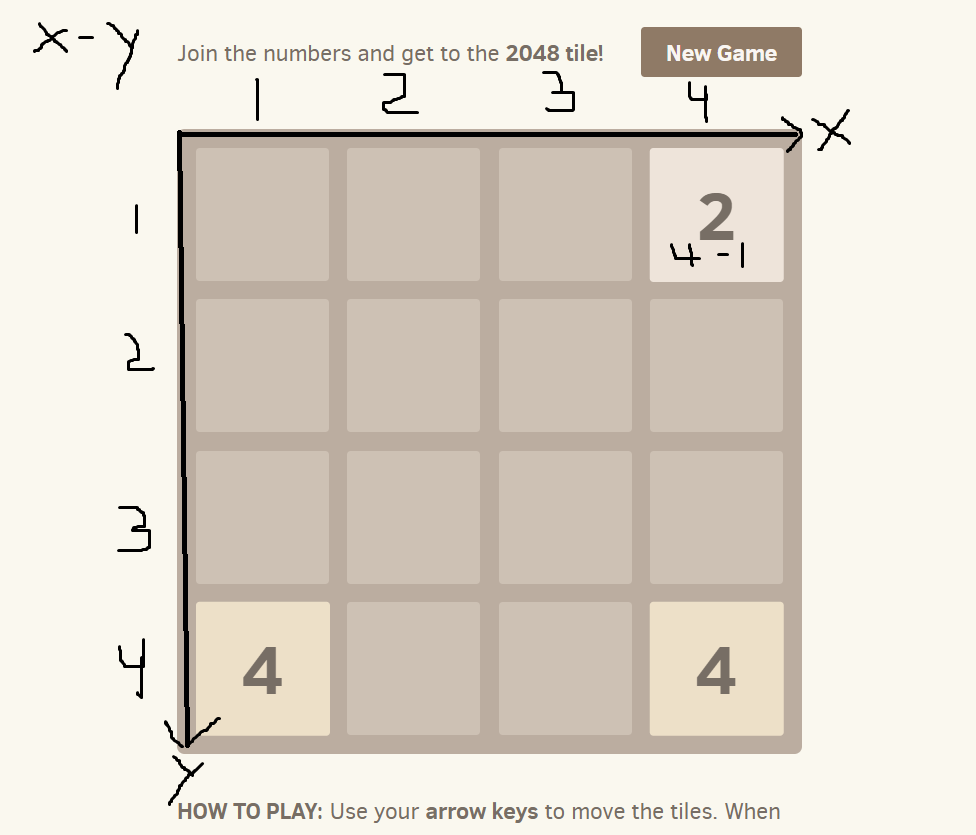 x-y
Join the numbers and get to the 2048 tile!
New Game
1 2 3 4
X
1
2
4-1
2
3
4
4
4
Y
HOW TO PLAY: Use your arrow keys to move the tiles. When